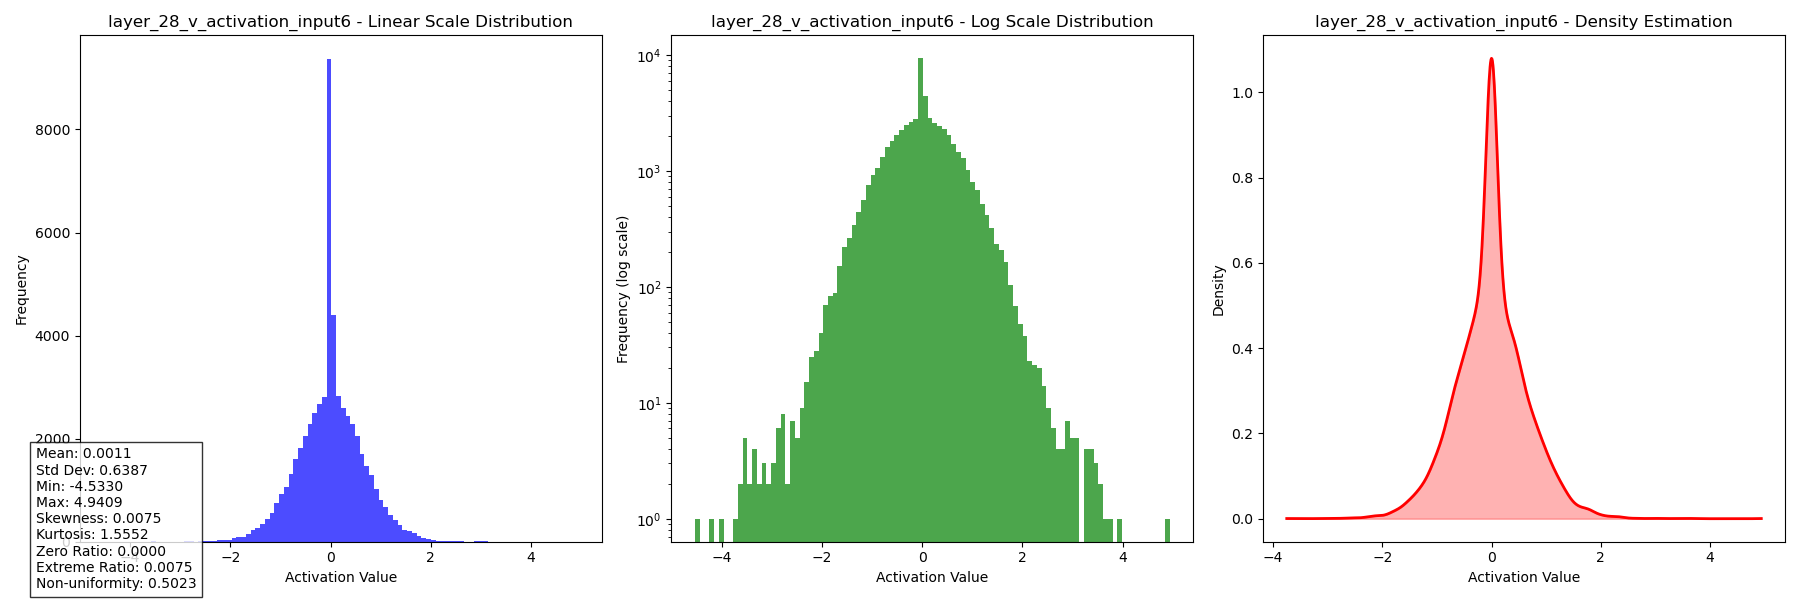 layer_28_v_activation_input6 - Linear Scale Distribution
Frequency
8000
6000
4000
2000
0
−4
−2
0
2
4
Activation Value
Mean: 0.0011
Std Dev: 0.6387
Min: -4.5330
Max: 4.9409
Skewness: 0.0075
Kurtosis: 1.5552
Zero Ratio: 0.0000
Extreme Ratio: 0.0075
Non-uniformity: 0.5023
layer_28_v_activation_input6 - Log Scale Distribution
Frequency (log scale)
10⁴
10³
10²
10¹
10⁰
−4
−2
0
2
4
Activation Value
layer_28_v_activation_input6 - Density Estimation
Density
1.0
0.8
0.6
0.4
0.2
0.0
−4
−2
0
2
4
Activation Value